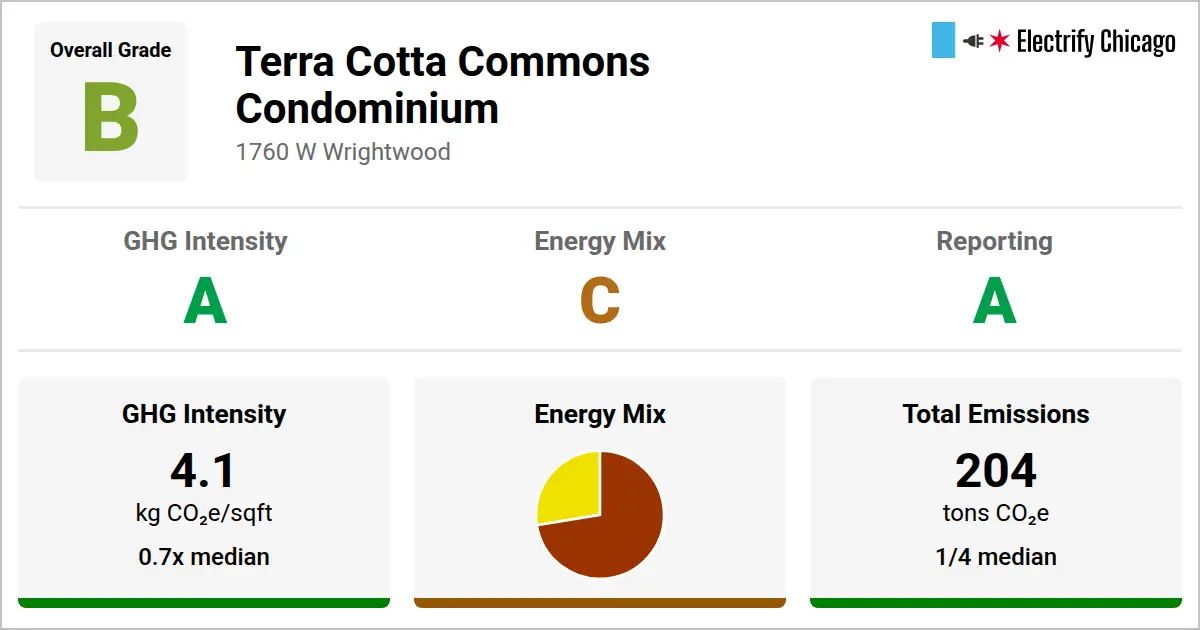 Overall Grade
B
Terra Cotta Commons
Condominium
1760 W Wrightwood
Electrify Chicago
GHG Intensity
A
Energy Mix
C
Reporting
A
GHG Intensity
4.1
kg CO₂e/sqft
0.7x median
Energy Mix
Total Emissions
204
tons CO₂e
1/4 median